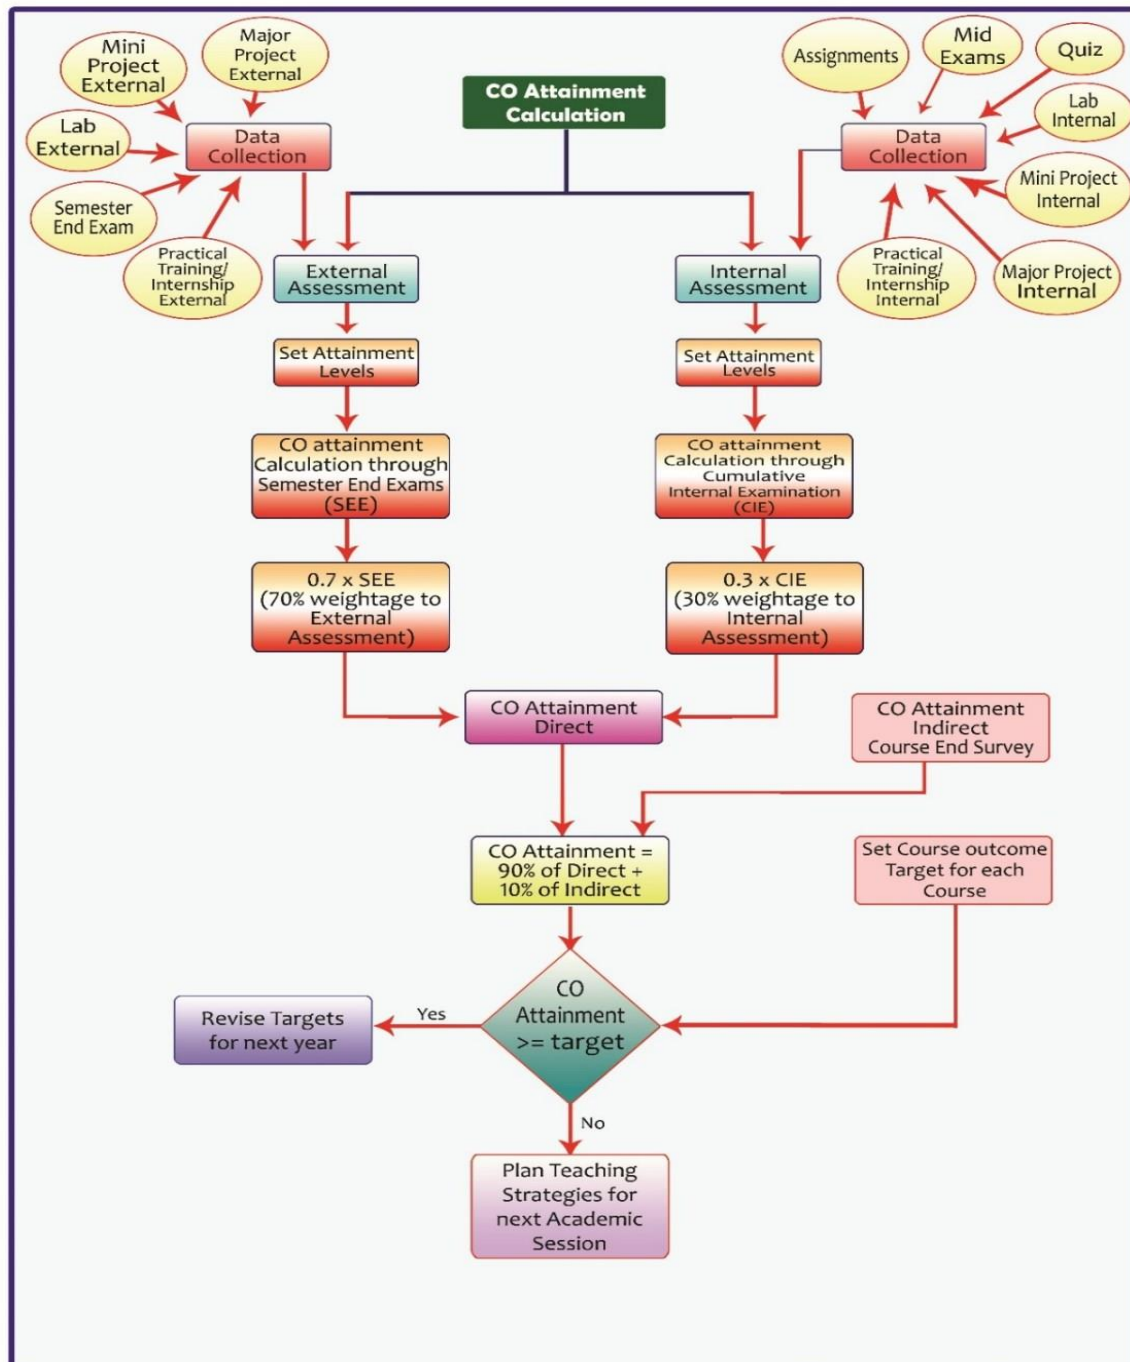 CO Attainment
Calculation
Mini
Project
External
Major
Project
External
Lab
External
Semester
End Exam
Practical
Training/
Internship
External
Data
Collection
Assignments
Mid
Exams
Quiz
Lab
Internal
Mini Project
Internal
Major Project
Internal
Practical
Training/
Internship
Internal
Data
Collection
External
Assessment
Internal
Assessment
Set Attainment
Levels
Set Attainment
Levels
CO attainment
Calculation through
Semester End Exams
(SEE)
CO attainment
Calculation through
Cumulative
Internal Examination
(CIE)
0.7 x SEE
(70% weightage to
External
Assessment)
0.3 x CIE
(30% weightage to
Internal
Assessment)
CO Attainment
Direct
CO Attainment
Indirect
Course End Survey
CO Attainment =
90% of Direct +
10% of Indirect
Set Course outcome
Target for each
Course
CO
Attainment
>= target
Yes
Revise Targets
for next year
No
Plan Teaching
Strategies for
next Academic
Session